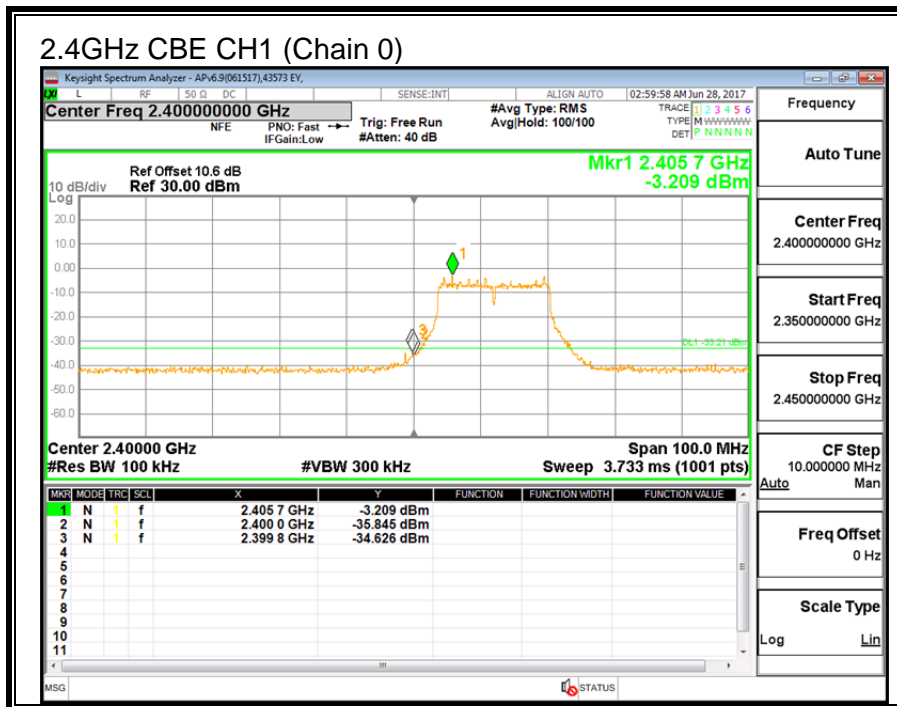 2.4GHz CBE CH1 (Chain 0)
Keysight Spectrum Analyzer - APv6.9(061517),43573 EY,
L RF 50 Ω DC SENSE:INT ALIGN AUTO 02:59:58 AM Jun 28, 2017
Center Freq 2.400000000 GHz
NFE
PNO: Fast
IFGain:Low
Trig: Free Run
#Atten: 40 dB
#Avg Type: RMS
Avg|Hold: 100/100
TRACE 1 2 3 4 5 6
TYPE M WWWWW
DET P N N N N N
Frequency
Auto Tune
Center Freq
2.400000000 GHz
Start Freq
2.350000000 GHz
Stop Freq
2.450000000 GHz
CF Step
10.000000 MHz
Auto Man
Freq Offset
0 Hz
Scale Type
Log Lin
Mkr1 2.405 7 GHz
-3.209 dBm
Ref Offset 10.6 dB
10 dB/div Ref 30.00 dBm
Log
20.0
10.0
0.00
-10.0
-20.0
-30.0
-40.0
-50.0
-60.0
1
3
DL1 -33.21 dBm
Center 2.40000 GHz Span 100.0 MHz
#Res BW 100 kHz #VBW 300 kHz Sweep 3.733 ms (1001 pts)
MKR MODE TRC SCL X Y FUNCTION FUNCTION WIDTH FUNCTION VALUE
1 N 1 f 2.405 7 GHz -3.209 dBm
2 N 1 f 2.400 0 GHz -35.845 dBm
3 N 1 f 2.399 8 GHz -34.626 dBm
4
5
6
7
8
9
10
11
MSG STATUS